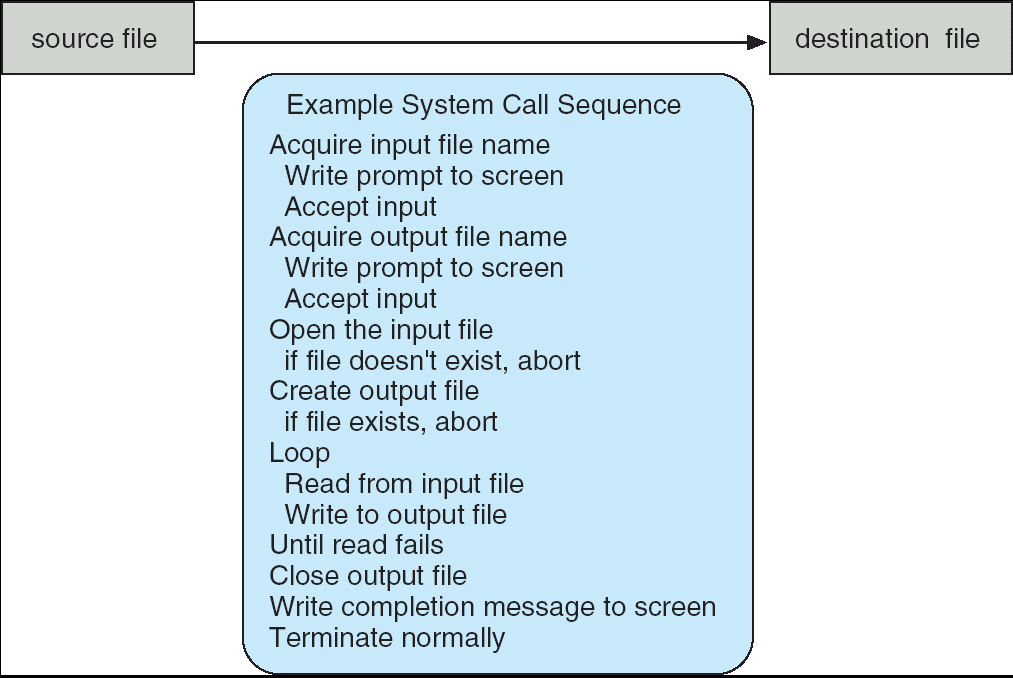 source file
destination file
Example System Call Sequence
Acquire input file name
Write prompt to screen
Accept input
Acquire output file name
Write prompt to screen
Accept input
Open the input file
if file doesn't exist, abort
Create output file
if file exists, abort
Loop
Read from input file
Write to output file
Until read fails
Close output file
Write completion message to screen
Terminate normally